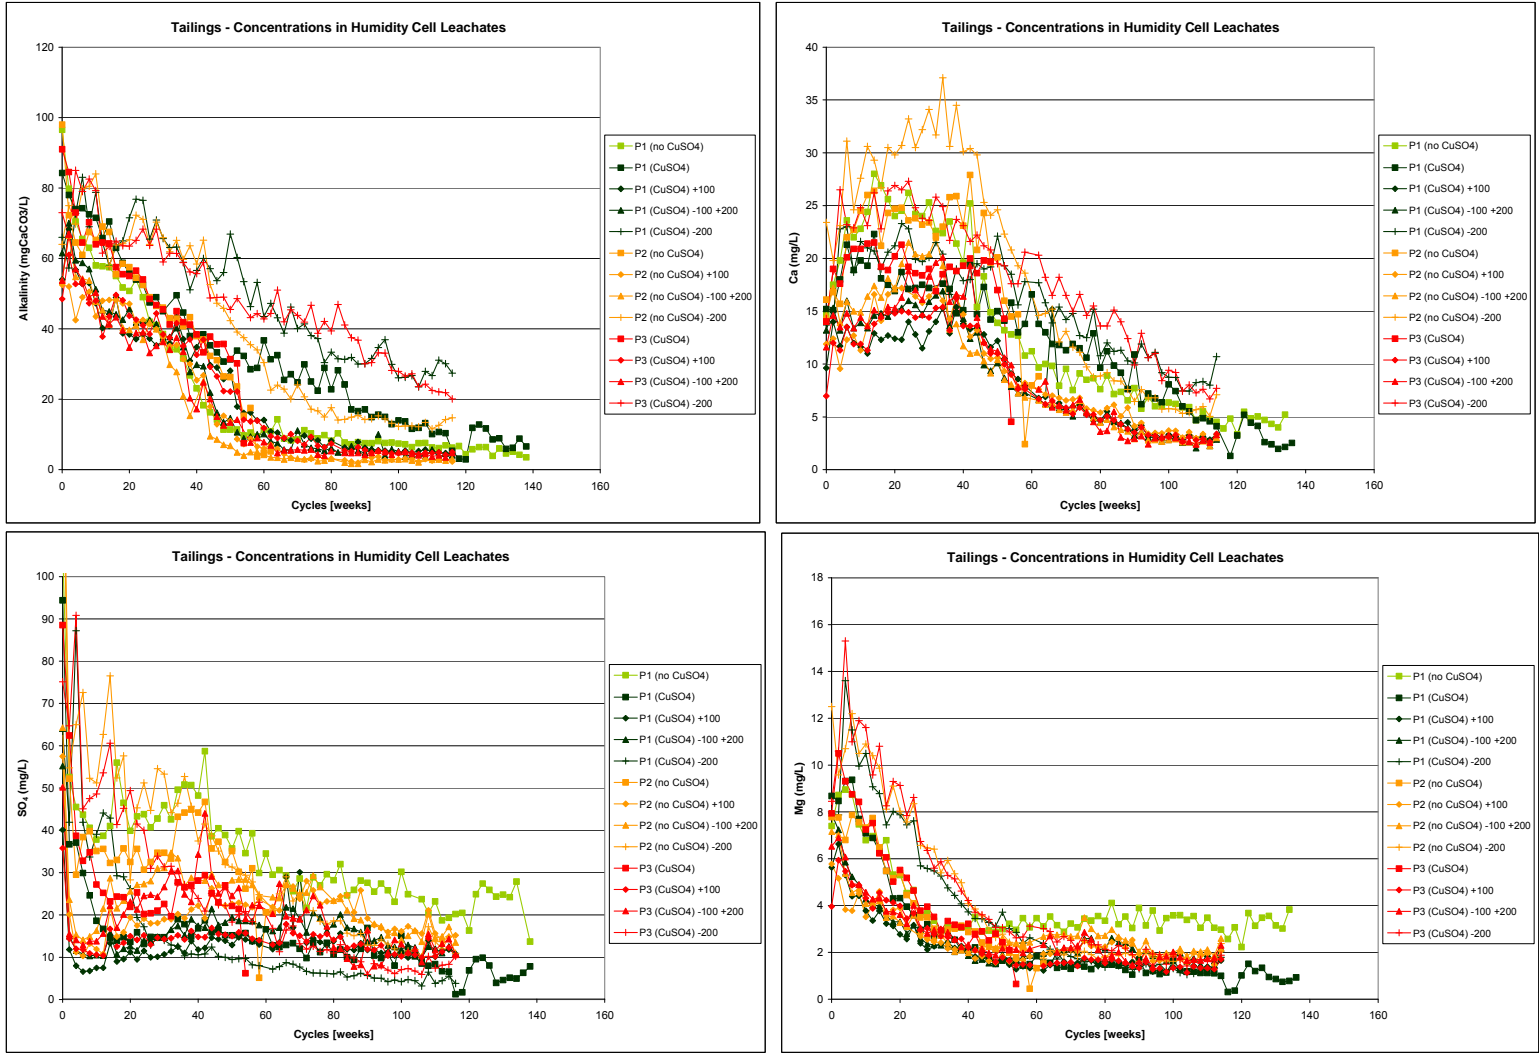 Tailings - Concentrations in Humidity Cell Leachates
Alkalinity (mgCaCO3/L)
120
100
80
60
40
20
0
0 20 40 60 80 100 120 140 160
Cycles [weeks]
P1 (no CuSO4)
P1 (CuSO4)
P1 (CuSO4) +100
P1 (CuSO4) -100 +200
P1 (CuSO4) -200
P2 (no CuSO4)
P2 (no CuSO4) +100
P2 (no CuSO4) -100 +200
P2 (no CuSO4) -200
P3 (CuSO4)
P3 (CuSO4) +100
P3 (CuSO4) -100 +200
P3 (CuSO4) -200
Tailings - Concentrations in Humidity Cell Leachates
Ca (mg/L)
40
35
30
25
20
15
10
5
0
0 20 40 60 80 100 120 140 160
Cycles [weeks]
P1 (no CuSO4)
P1 (CuSO4)
P1 (CuSO4) +100
P1 (CuSO4) -100 +200
P1 (CuSO4) -200
P2 (no CuSO4)
P2 (no CuSO4) +100
P2 (no CuSO4) -100 +200
P2 (no CuSO4) -200
P3 (CuSO4)
P3 (CuSO4) +100
P3 (CuSO4) -100 +200
P3 (CuSO4) -200
Tailings - Concentrations in Humidity Cell Leachates
SO4 (mg/L)
100
90
80
70
60
50
40
30
20
10
0
0 20 40 60 80 100 120 140 160
Cycles [weeks]
P1 (no CuSO4)
P1 (CuSO4)
P1 (CuSO4) +100
P1 (CuSO4) -100 +200
P1 (CuSO4) -200
P2 (no CuSO4)
P2 (no CuSO4) +100
P2 (no CuSO4) -100 +200
P2 (no CuSO4) -200
P3 (CuSO4)
P3 (CuSO4) +100
P3 (CuSO4) -100 +200
P3 (CuSO4) -200
Tailings - Concentrations in Humidity Cell Leachates
Mg (mg/L)
18
16
14
12
10
8
6
4
2
0
0 20 40 60 80 100 120 140 160
Cycles [weeks]
P1 (no CuSO4)
P1 (CuSO4)
P1 (CuSO4) +100
P1 (CuSO4) -100 +200
P1 (CuSO4) -200
P2 (no CuSO4)
P2 (no CuSO4) +100
P2 (no CuSO4) -100 +200
P2 (no CuSO4) -200
P3 (CuSO4)
P3 (CuSO4) +100
P3 (CuSO4) -100 +200
P3 (CuSO4) -200